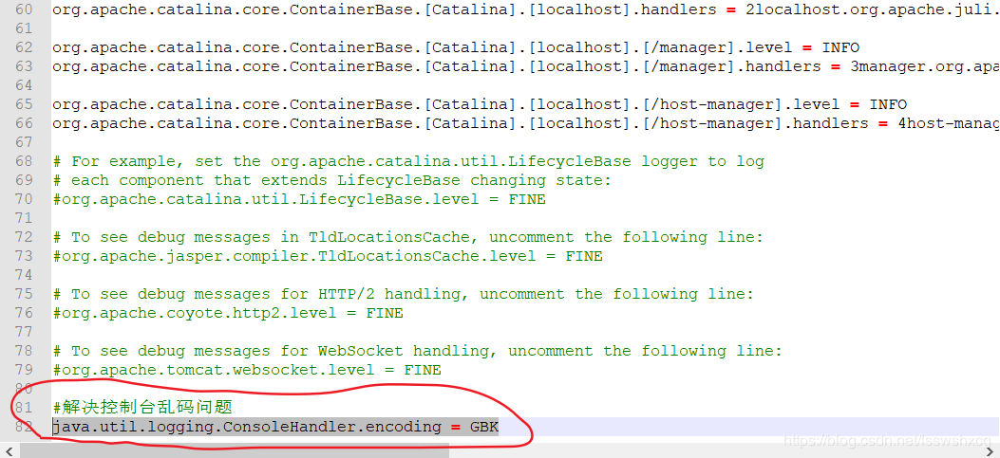 60 org.apache.catalina.core.ContainerBase.[Catalina].[localhost].handlers = 2localhost.org.apache.juli.
61
62 org.apache.catalina.core.ContainerBase.[Catalina].[localhost].[/manager].level = INFO
63 org.apache.catalina.core.ContainerBase.[Catalina].[localhost].[/manager].handlers = 3manager.org.apa
64
65 org.apache.catalina.core.ContainerBase.[Catalina].[localhost].[/host-manager].level = INFO
66 org.apache.catalina.core.ContainerBase.[Catalina].[localhost].[/host-manager].handlers = 4host-manag
67
68 # For example, set the org.apache.catalina.util.LifecycleBase logger to log
69 # each component that extends LifecycleBase changing state:
70 #org.apache.catalina.util.LifecycleBase.level = FINE
71
72 # To see debug messages in TldLocationsCache, uncomment the following line:
73 #org.apache.jasper.compiler.TldLocationsCache.level = FINE
74
75 # To see debug messages for HTTP/2 handling, uncomment the following line:
76 #org.apache.coyote.http2.level = FINE
77
78 # To see debug messages for WebSocket handling, uncomment the following line:
79 #org.apache.tomcat.websocket.level = FINE
80
81 #解决控制台乱码问题
82 java.util.logging.ConsoleHandler.encoding = GBK
https://blog.csdn.net/lsswshxcg